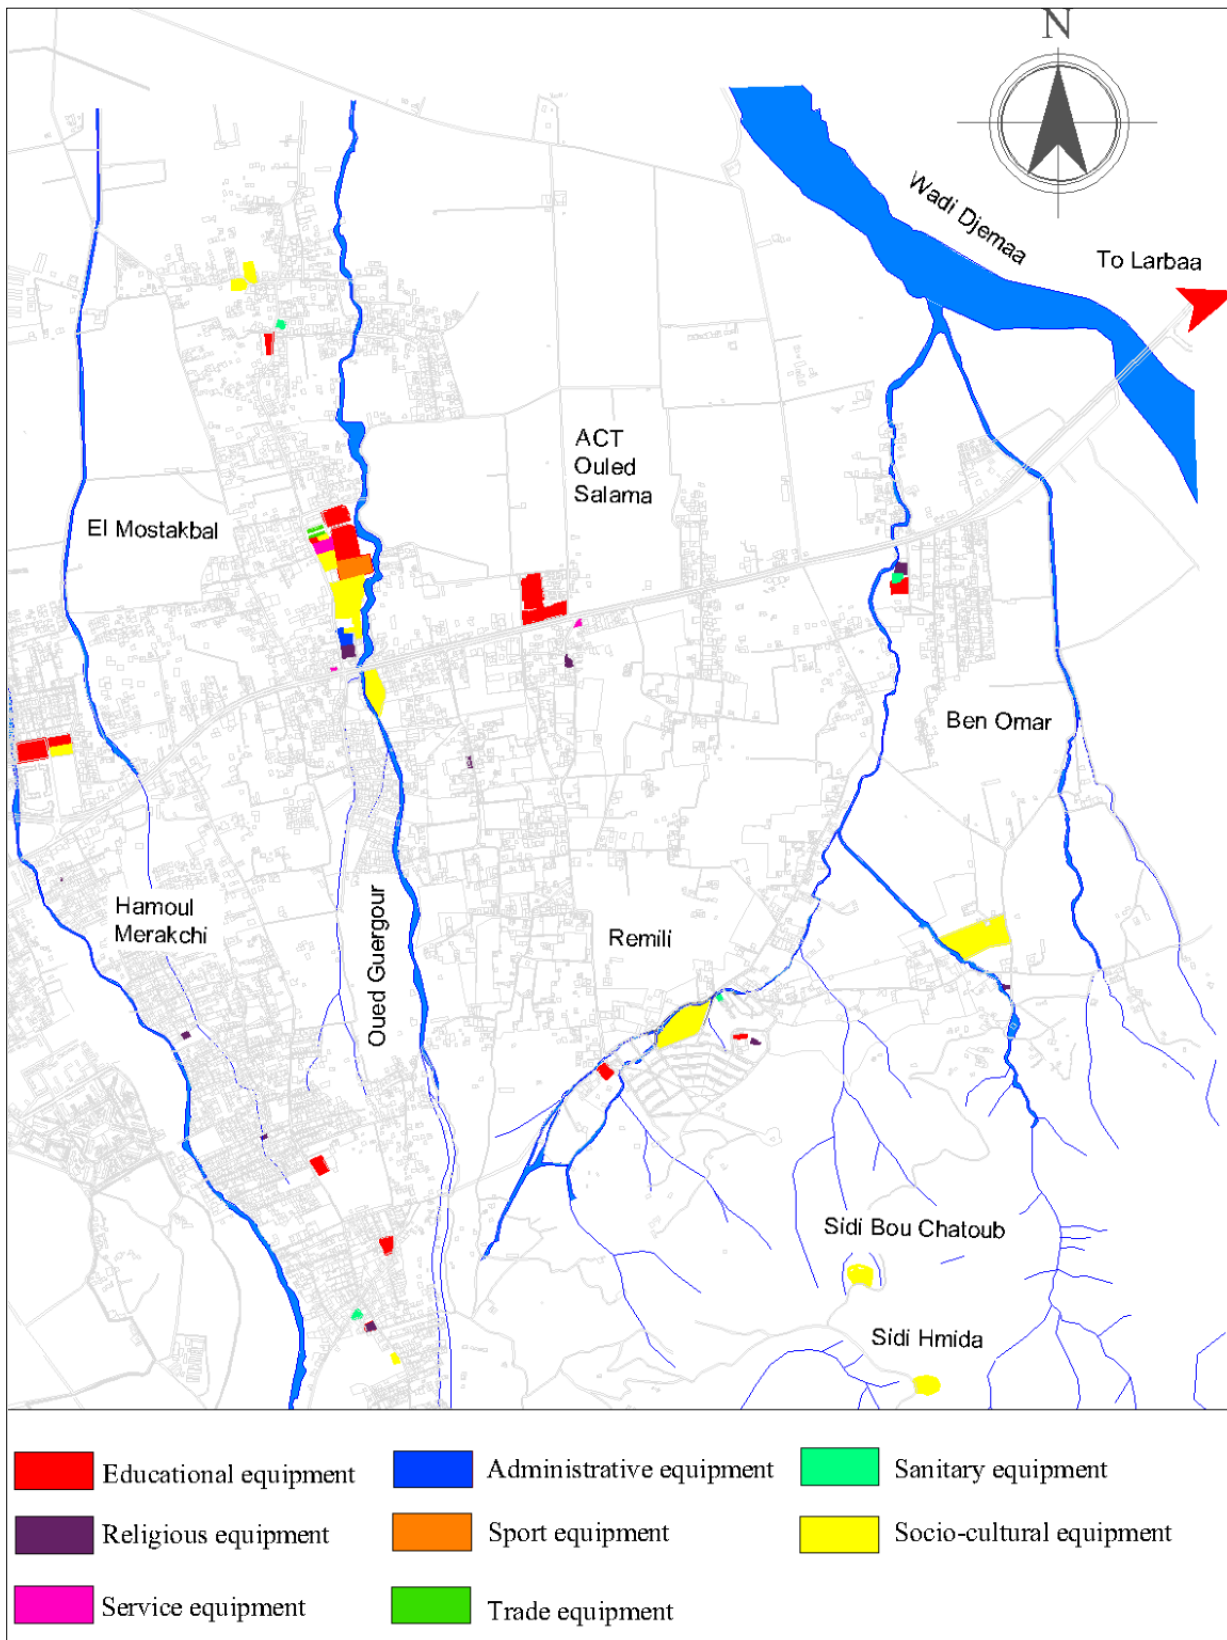 N
Wadi Djemaa
To Larbaa
ACT
Ouled
Salama
El Mostakbal
Ben Omar
Hamoul
Merakchi
Oued Guergour
Remili
Sidi Bou Chatoub
Sidi Hmida
Educational equipment
Administrative equipment
Sanitary equipment
Religious equipment
Sport equipment
Socio-cultural equipment
Service equipment
Trade equipment